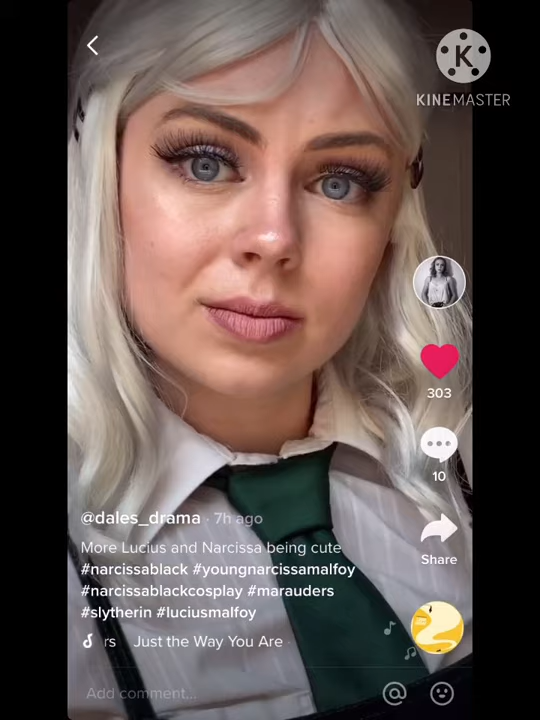 K
KINEMASTER
303
10
Share
@dales_drama · 7h ago
More Lucius and Narcissa being cute
#narcissablack #youngnarcissamalfoy
#narcissablackcosplay #marauders
#slytherin #luciusmalfoy
rs Just the Way You Are
Add comment...
@